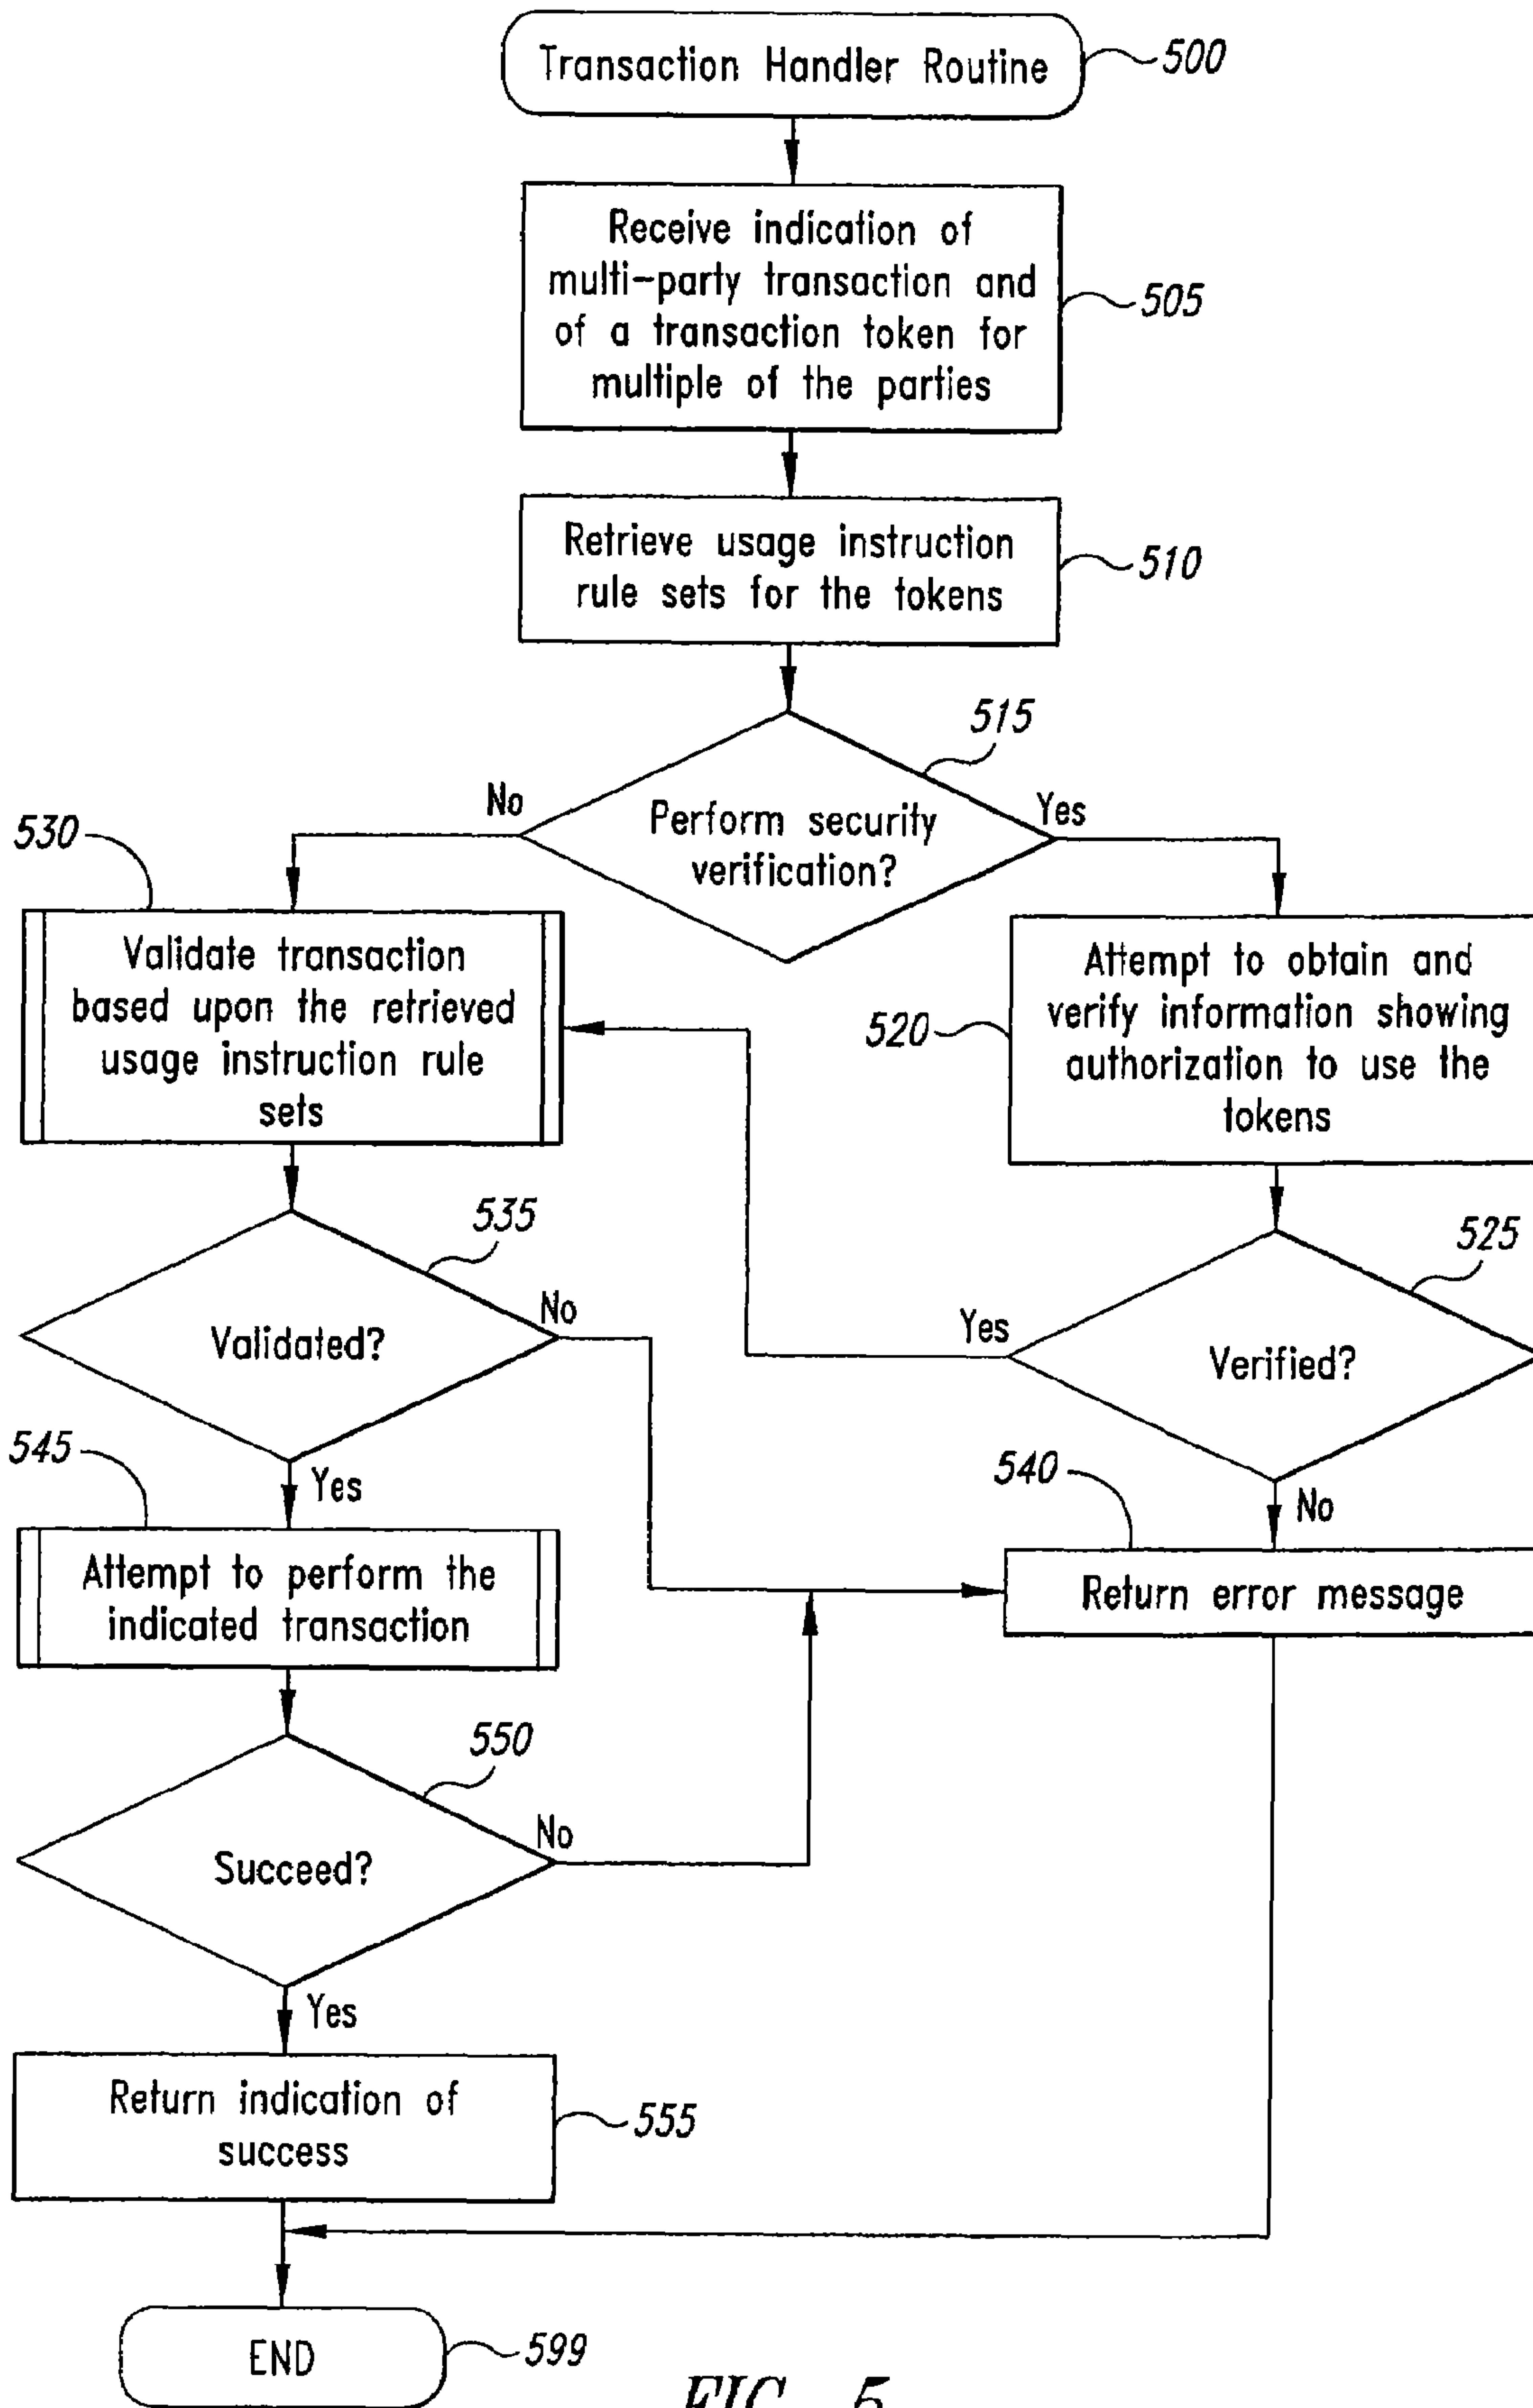 Transaction Handler Routine
500
Receive indication of
multi-party transaction and
of a transaction token for
multiple of the parties
505
Retrieve usage instruction
rule sets for the tokens
510
515
Perform security
verification?
No
Yes
530
Validate transaction
based upon the retrieved
usage instruction rule
sets
520
Attempt to obtain and
verify information showing
authorization to use the
tokens
535
Validated?
No
Yes
525
Verified?
Yes
No
545
Attempt to perform the
indicated transaction
540
Return error message
550
Succeed?
No
Yes
Return indication of
success
555
END
599
FIG. 5